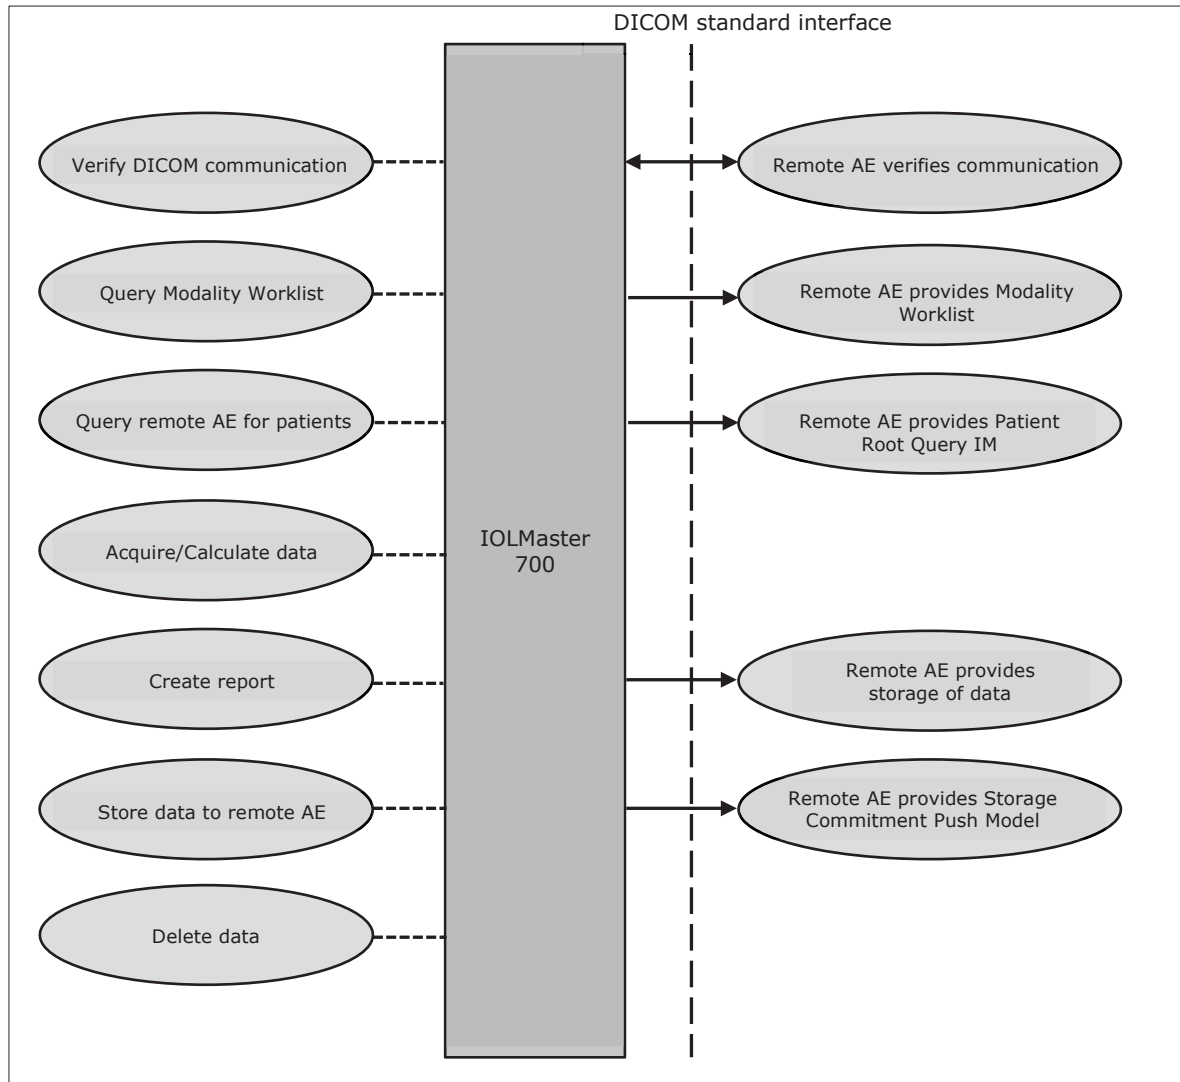 DICOM standard interface
Verify DICOM communication
Remote AE verifies communication
Query Modality Worklist
Remote AE provides Modality
Worklist
Query remote AE for patients
Remote AE provides Patient
Root Query IM
Acquire/Calculate data
IOLMaster
700
Create report
Remote AE provides
storage of data
Store data to remote AE
Remote AE provides Storage
Commitment Push Model
Delete data